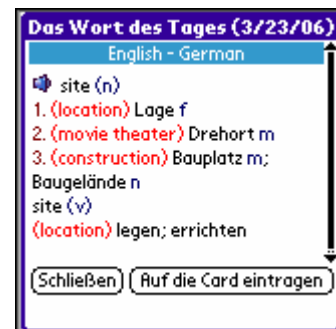 Das Wort des Tages (3/23/06)
English - German
site (n)
1. (location) Lage f
2. (movie theater) Drehort m
3. (construction) Bauplatz m;
Baugelände n
site (v)
(location) legen; errichten
Schließen Auf die Card eintragen